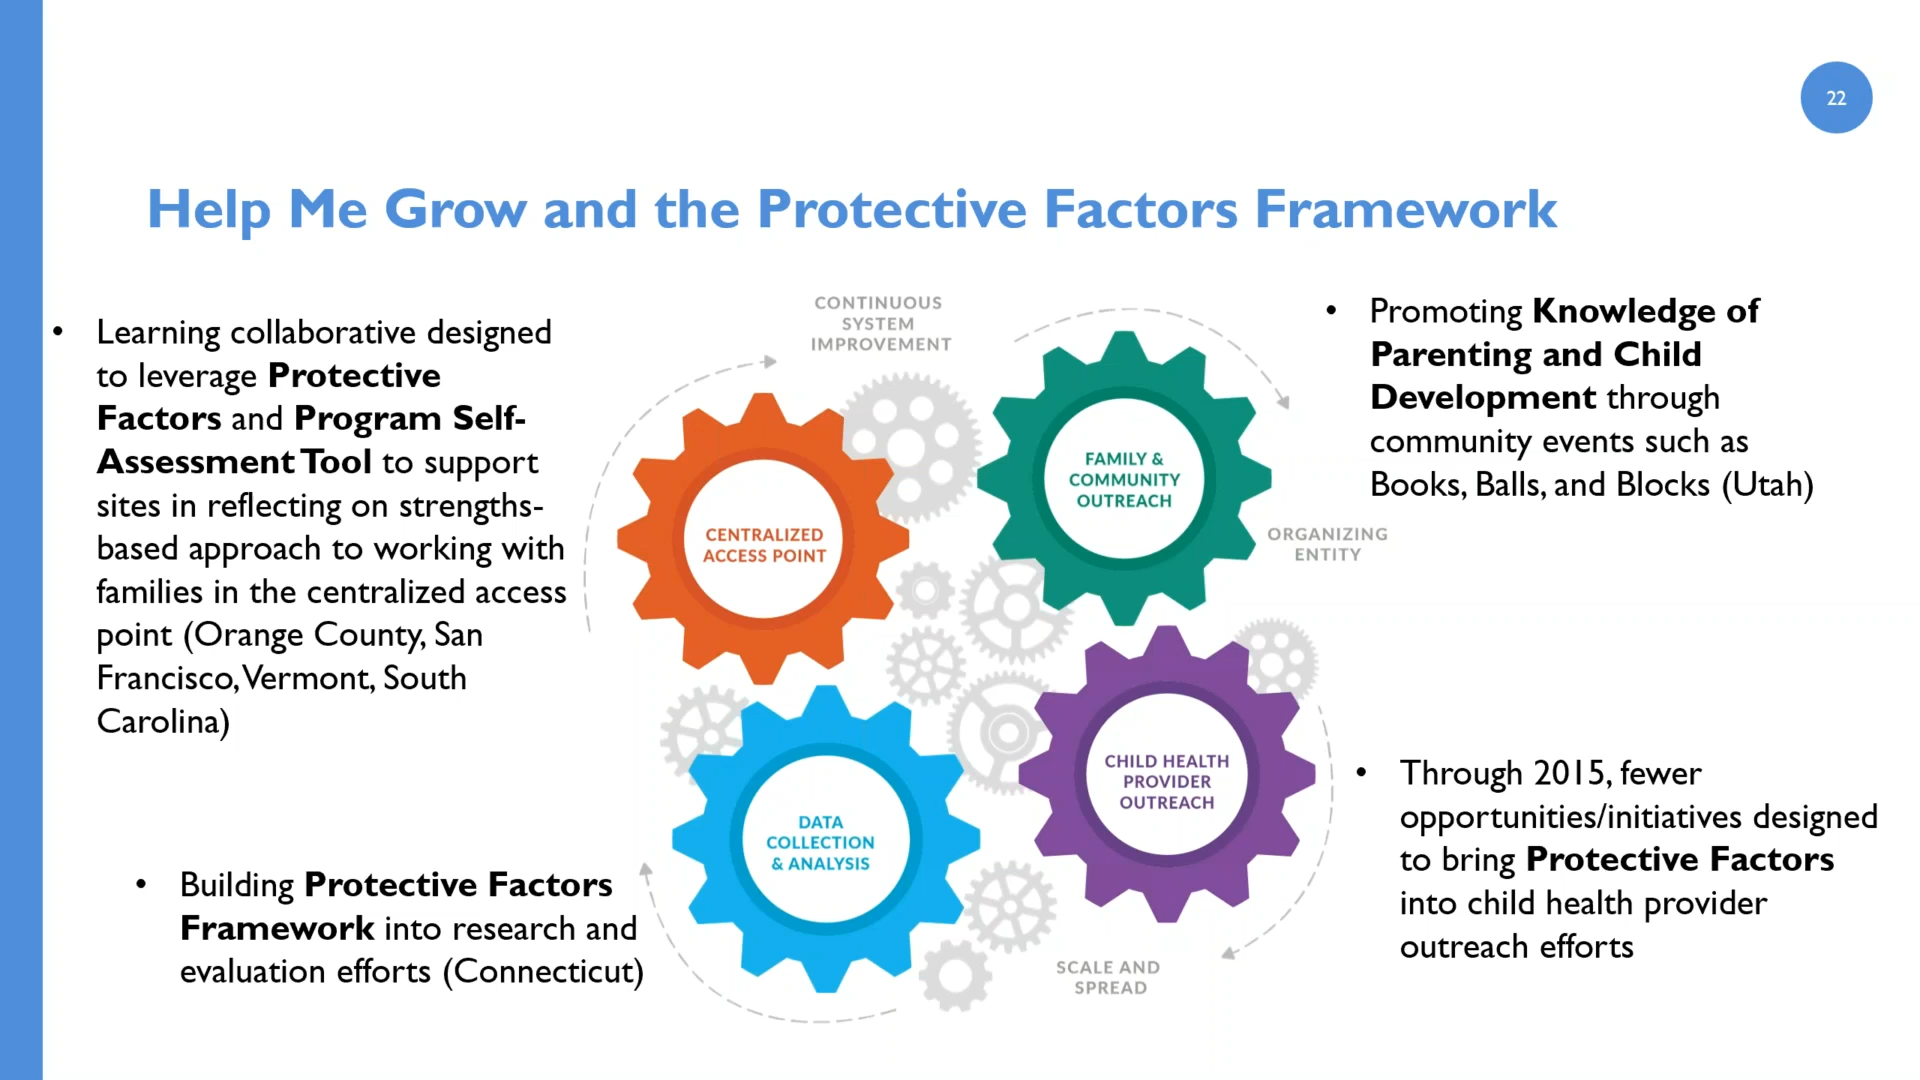 22
Help Me Grow and the Protective Factors Framework
• Learning collaborative designed
to leverage Protective
Factors and Program Self-
Assessment Tool to support
sites in reflecting on strengths-
based approach to working with
families in the centralized access
point (Orange County, San
Francisco, Vermont, South
Carolina)
• Building Protective Factors
Framework into research and
evaluation efforts (Connecticut)
CONTINUOUS
SYSTEM
IMPROVEMENT
CENTRALIZED
ACCESS POINT
FAMILY &
COMMUNITY
OUTREACH
ORGANIZING
ENTITY
DATA
COLLECTION
& ANALYSIS
CHILD HEALTH
PROVIDER
OUTREACH
SCALE AND
SPREAD
• Promoting Knowledge of
Parenting and Child
Development through
community events such as
Books, Balls, and Blocks (Utah)
• Through 2015, fewer
opportunities/initiatives designed
to bring Protective Factors
into child health provider
outreach efforts